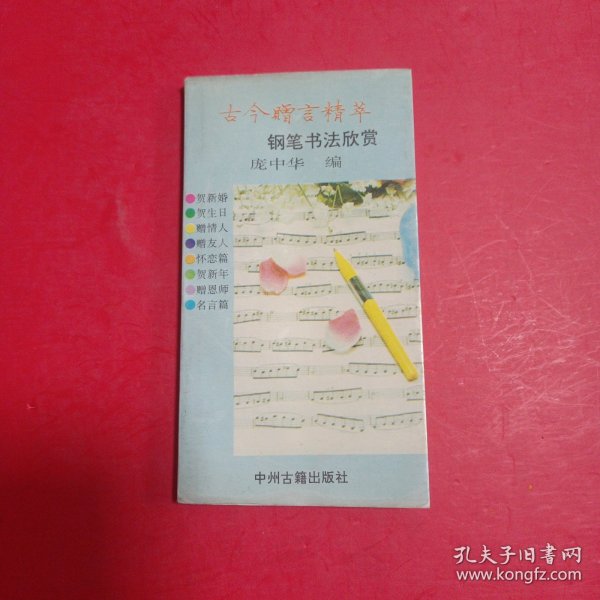 古今赠言精萃
钢笔书法欣赏
庞中华 编
贺新婚
贺生日
赠情人
赠友人
怀恋篇
贺新年
赠恩师
名言篇
中州古籍出版社
孔夫子旧书网
www.kongfz.com